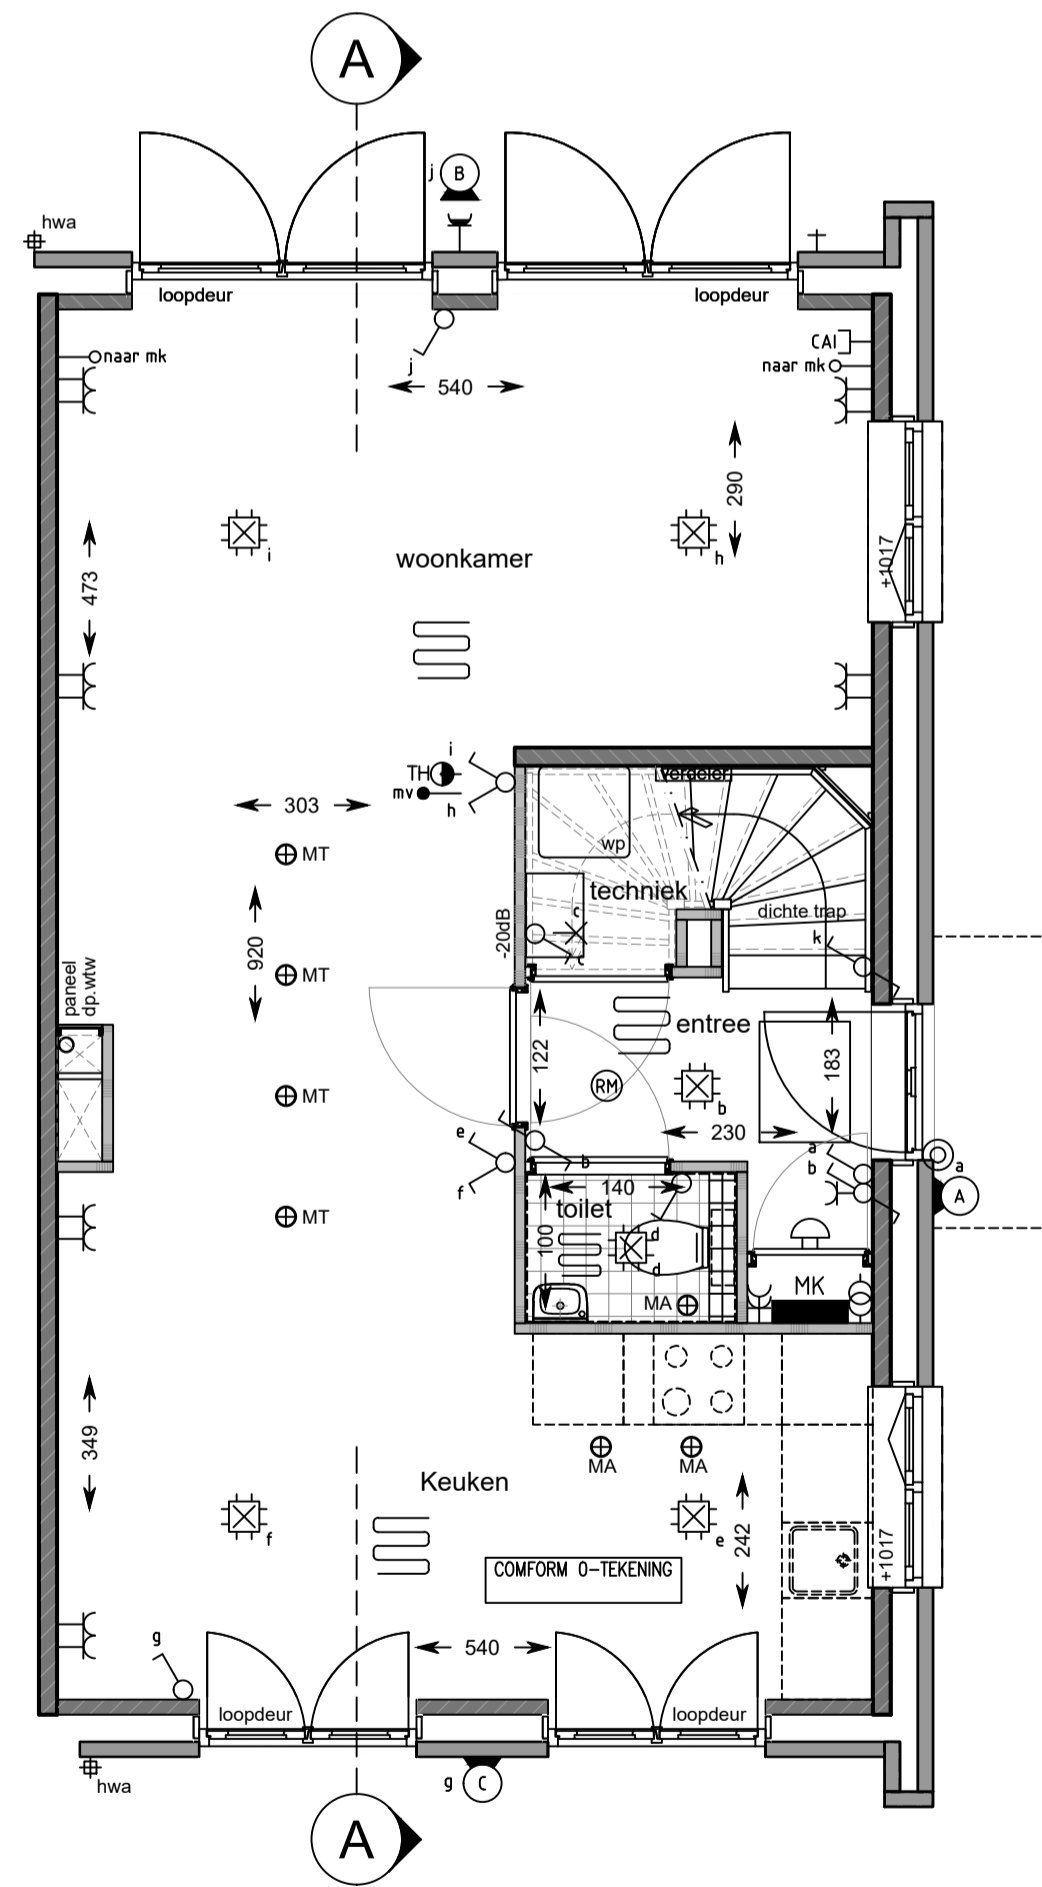 A
j
B
hwa
loopdeur
loopdeur
naar mk
j
CAI
naar mk
540
290
i
h
woonkamer
+1017
473
i
TH
mv
h
303
verdeler
wp
MT
techniek
c
dichte trap
k
-20dB
c
920
paneel
dp.wtw
MT
entree
122
183
RM
b
MT
230
e
f
b
a
b
a
A
140
toilet
MT
100
d
d
MA
MK
349
MA
MA
Keuken
f
e
242
+1017
COMFORM 0-TEKENING
g
540
loopdeur
loopdeur
hwa
g
C
A